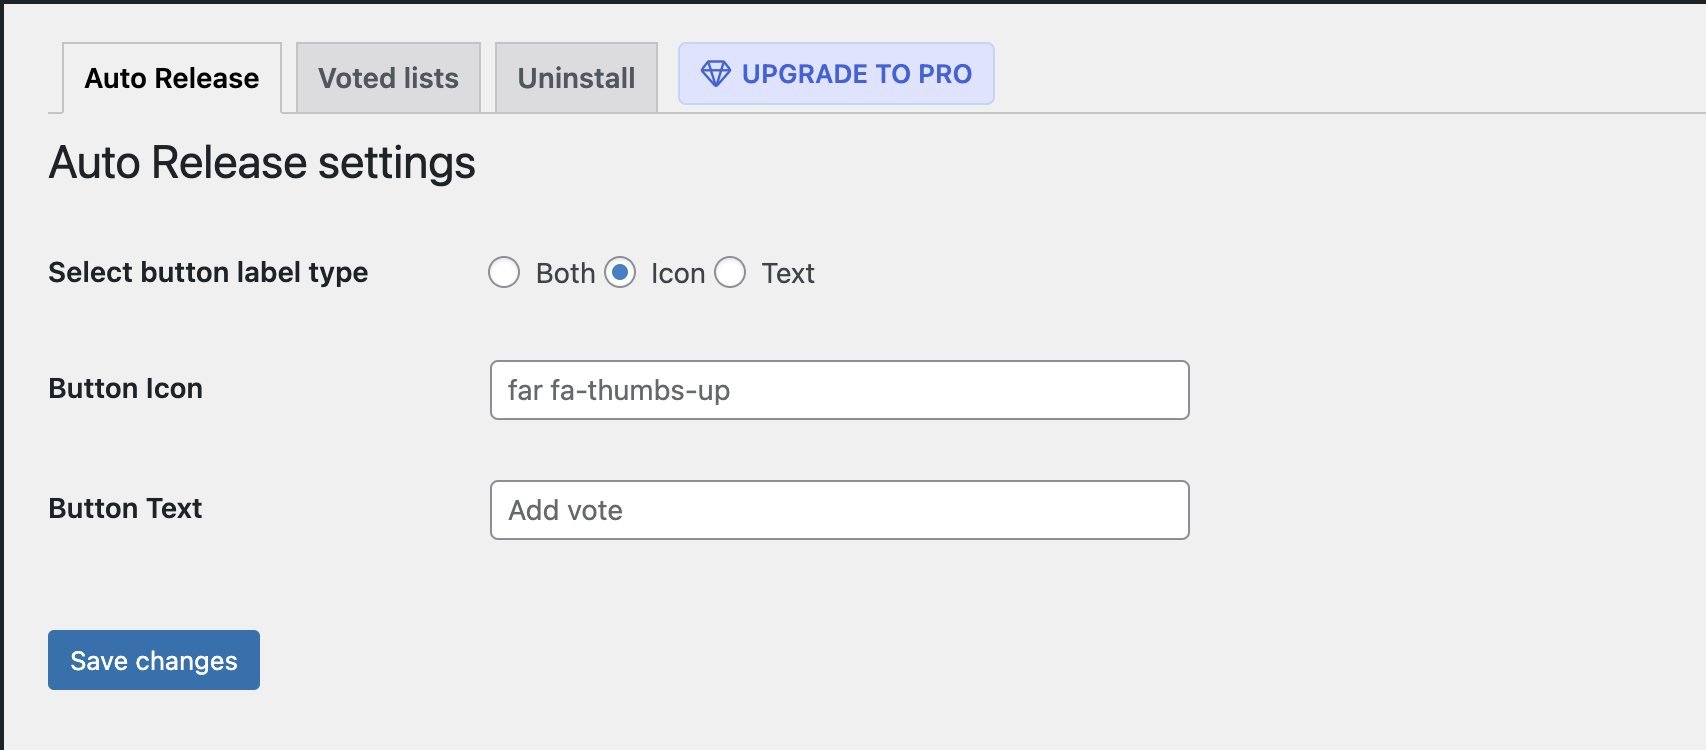 Auto Release Voted lists Uninstall UPGRADE TO PRO
Auto Release settings
Select button label type Both Icon Text
Button Icon far fa-thumbs-up
Button Text Add vote
Save changes